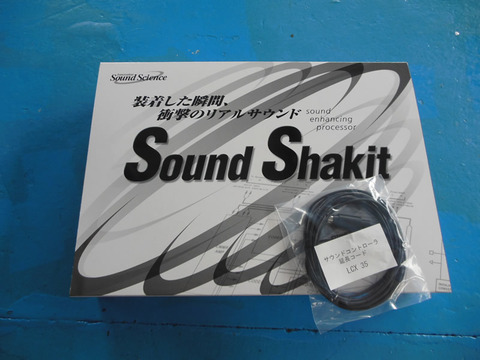 Sound Science
装着した瞬間、
衝撃のリアルサウンド
sound
enhancing
processor
Sound Shakit
サウンドコントローラ
延長コード
LCX 35